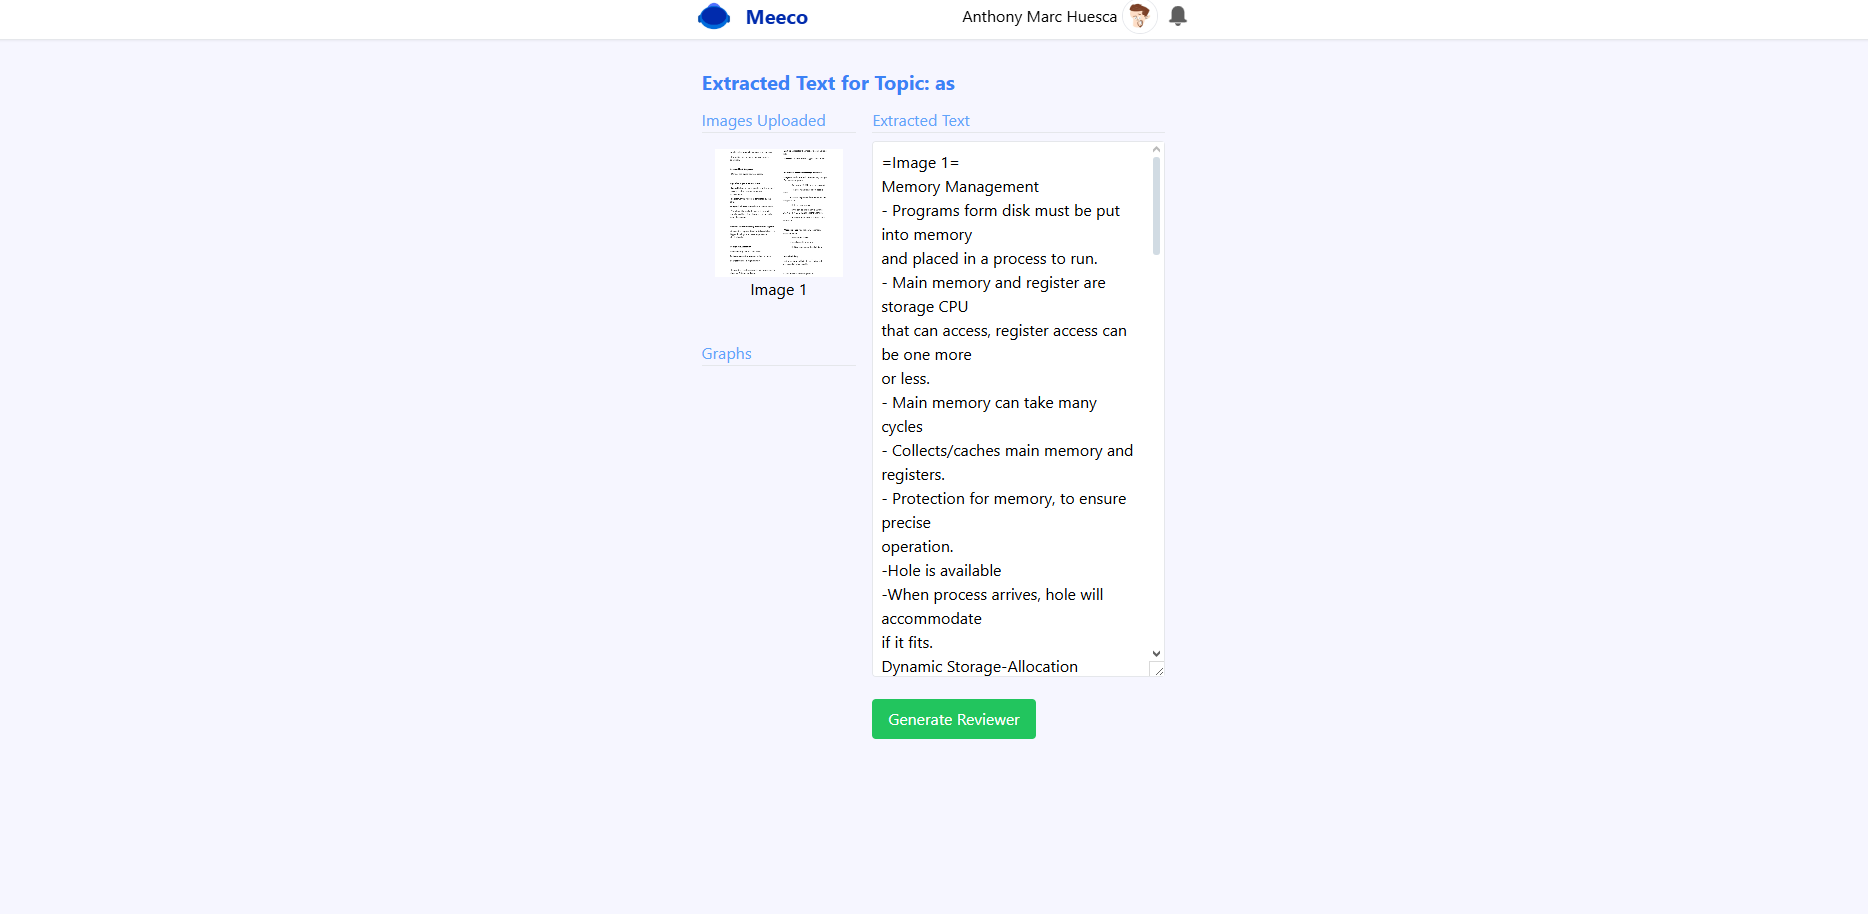 Meeco
Anthony Marc Huesca
Extracted Text for Topic: as
Images Uploaded
Image 1
Graphs
Extracted Text
=Image 1=
Memory Management
- Programs form disk must be put
into memory
and placed in a process to run.
- Main memory and register are
storage CPU
that can access, register access can
be one more
or less.
- Main memory can take many
cycles
- Collects/caches main memory and
registers.
- Protection for memory, to ensure
precise
operation.
-Hole is available
-When process arrives, hole will
accommodate
if it fits.
Dynamic Storage-Allocation
Generate Reviewer